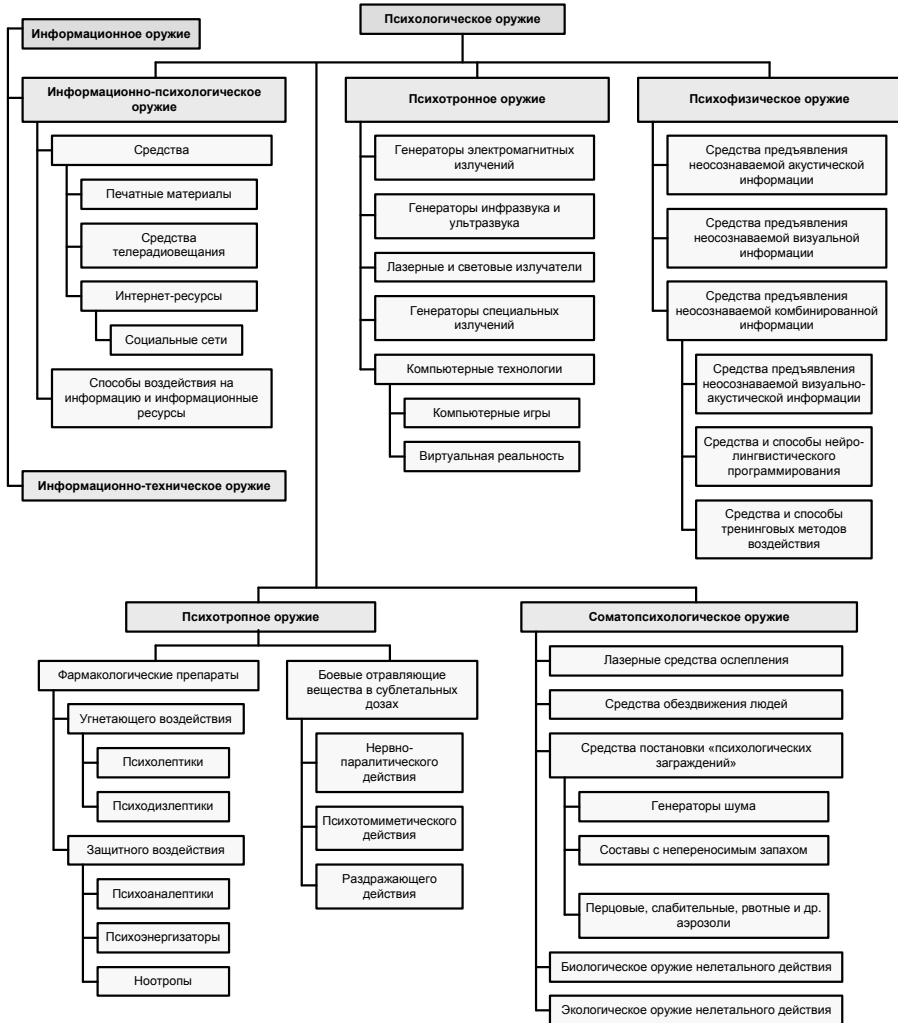 Психологическое оружие
Информационное оружие
Информационно-психологическое
оружие
Средства
Печатные материалы
Средства
телерадиовещания
Интернет-ресурсы
Социальные сети
Способы воздействия на
информацию и информационные
ресурсы
Информационно-техническое оружие
Психотронное оружие
Генераторы электромагнитных
излучений
Генераторы инфразвука и
ультразвука
Лазерные и световые излучатели
Генераторы специальных
излучений
Компьютерные технологии
Компьютерные игры
Виртуальная реальность
Психофизическое оружие
Средства предъявления
неосознаваемой акустической
информации
Средства предъявления
неосознаваемой визуальной
информации
Средства предъявления
неосознаваемой комбинированной
информации
Средства предъявления
неосознаваемой визуально-
акустической информации
Средства и способы нейро-
лингвистического
программирования
Средства и способы
тренинговых методов
воздействия
Психотропное оружие
Фармакологические препараты
Угнетающего воздействия
Психолептики
Психодизлептики
Защитного воздействия
Психоаналептики
Психоэнергизаторы
Ноотропы
Боевые отравляющие
вещества в сублетальных
дозах
Нервно-
паралитического
действия
Психотомиметического
действия
Раздражающего
действия
Соматопсихологическое оружие
Лазерные средства ослепления
Средства обездвижения людей
Средства постановки «психологических
заграждений»
Генераторы шума
Составы с непереносимым запахом
Перцовые, слабительные, рвотные и др.
аэрозоли
Биологическое оружие нелетального действия
Экологическое оружие нелетального действия